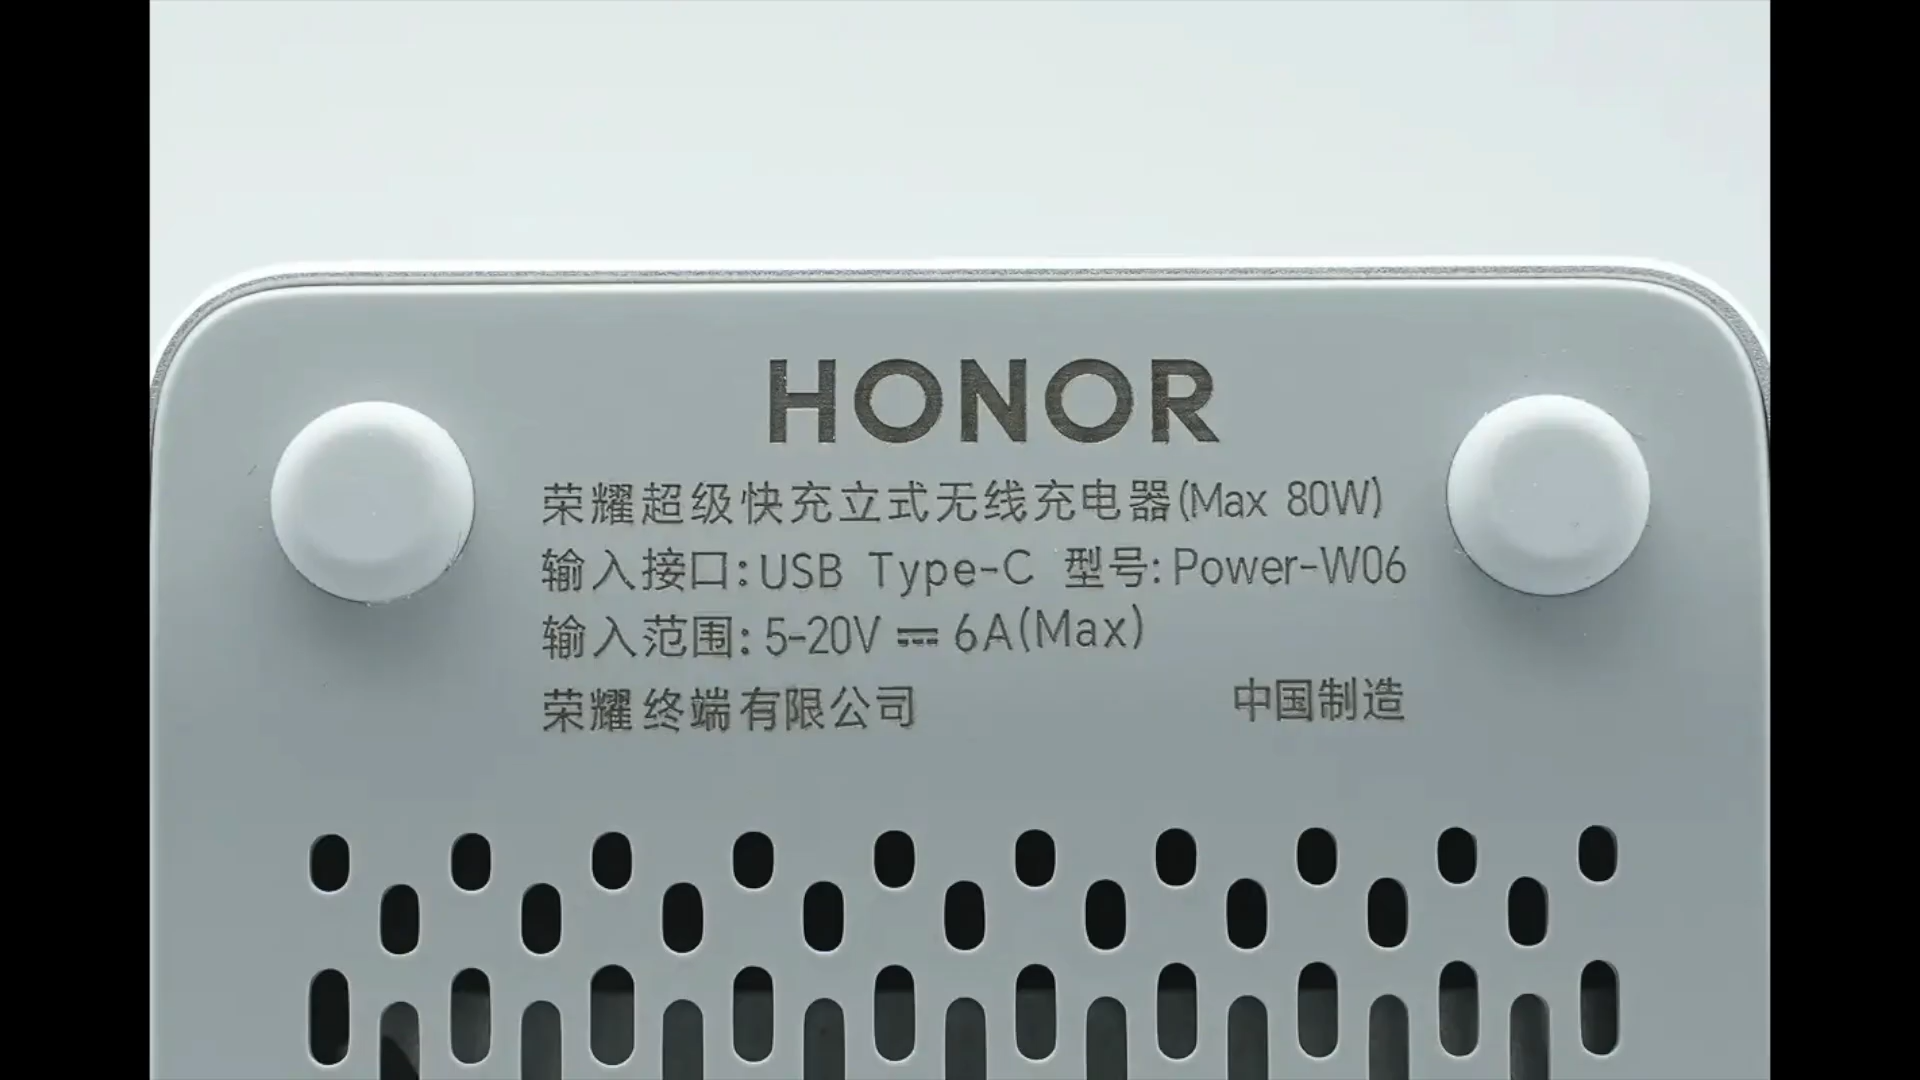 HONOR
荣耀超级快充立式无线充电器(Max 80W)
输入接口:USB Type-C 型号:Power-W06
输入范围:5-20V ⎓ 6A(Max)
荣耀终端有限公司 中国制造